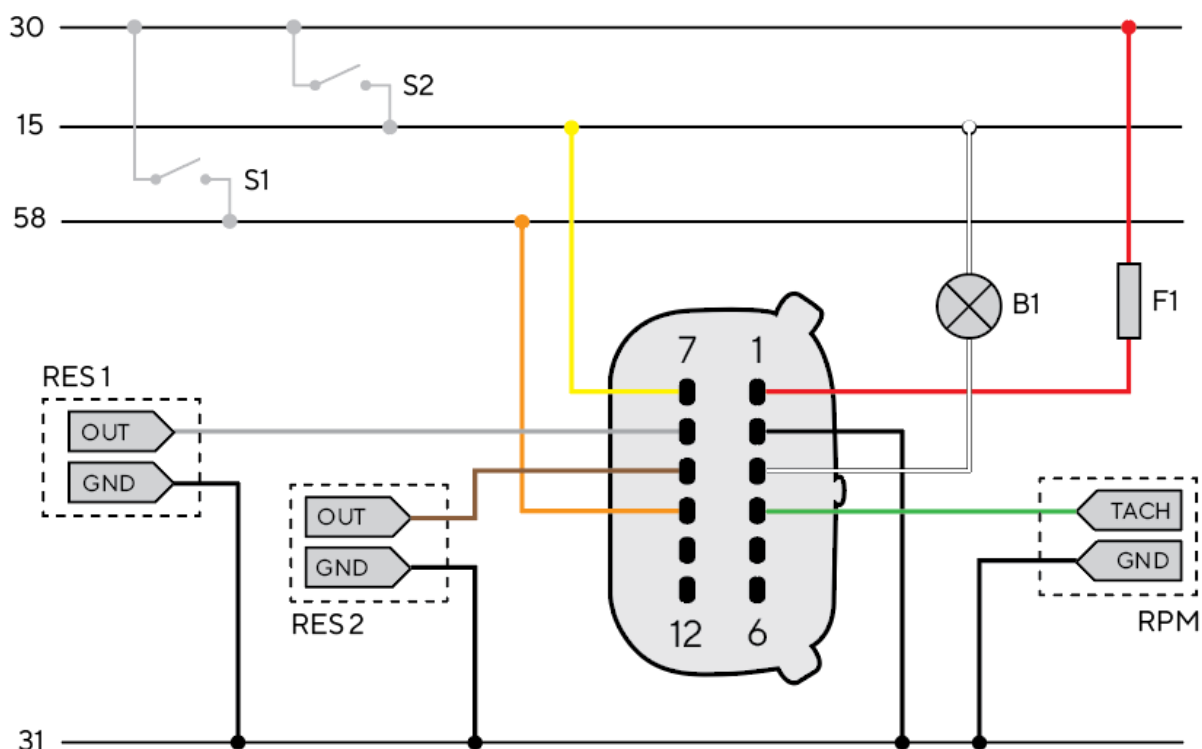 30
S2
15
S1
58
B1
F1
7 1
RES 1
OUT
GND
OUT
GND
RES 2
TACH
GND
RPM
12 6
31